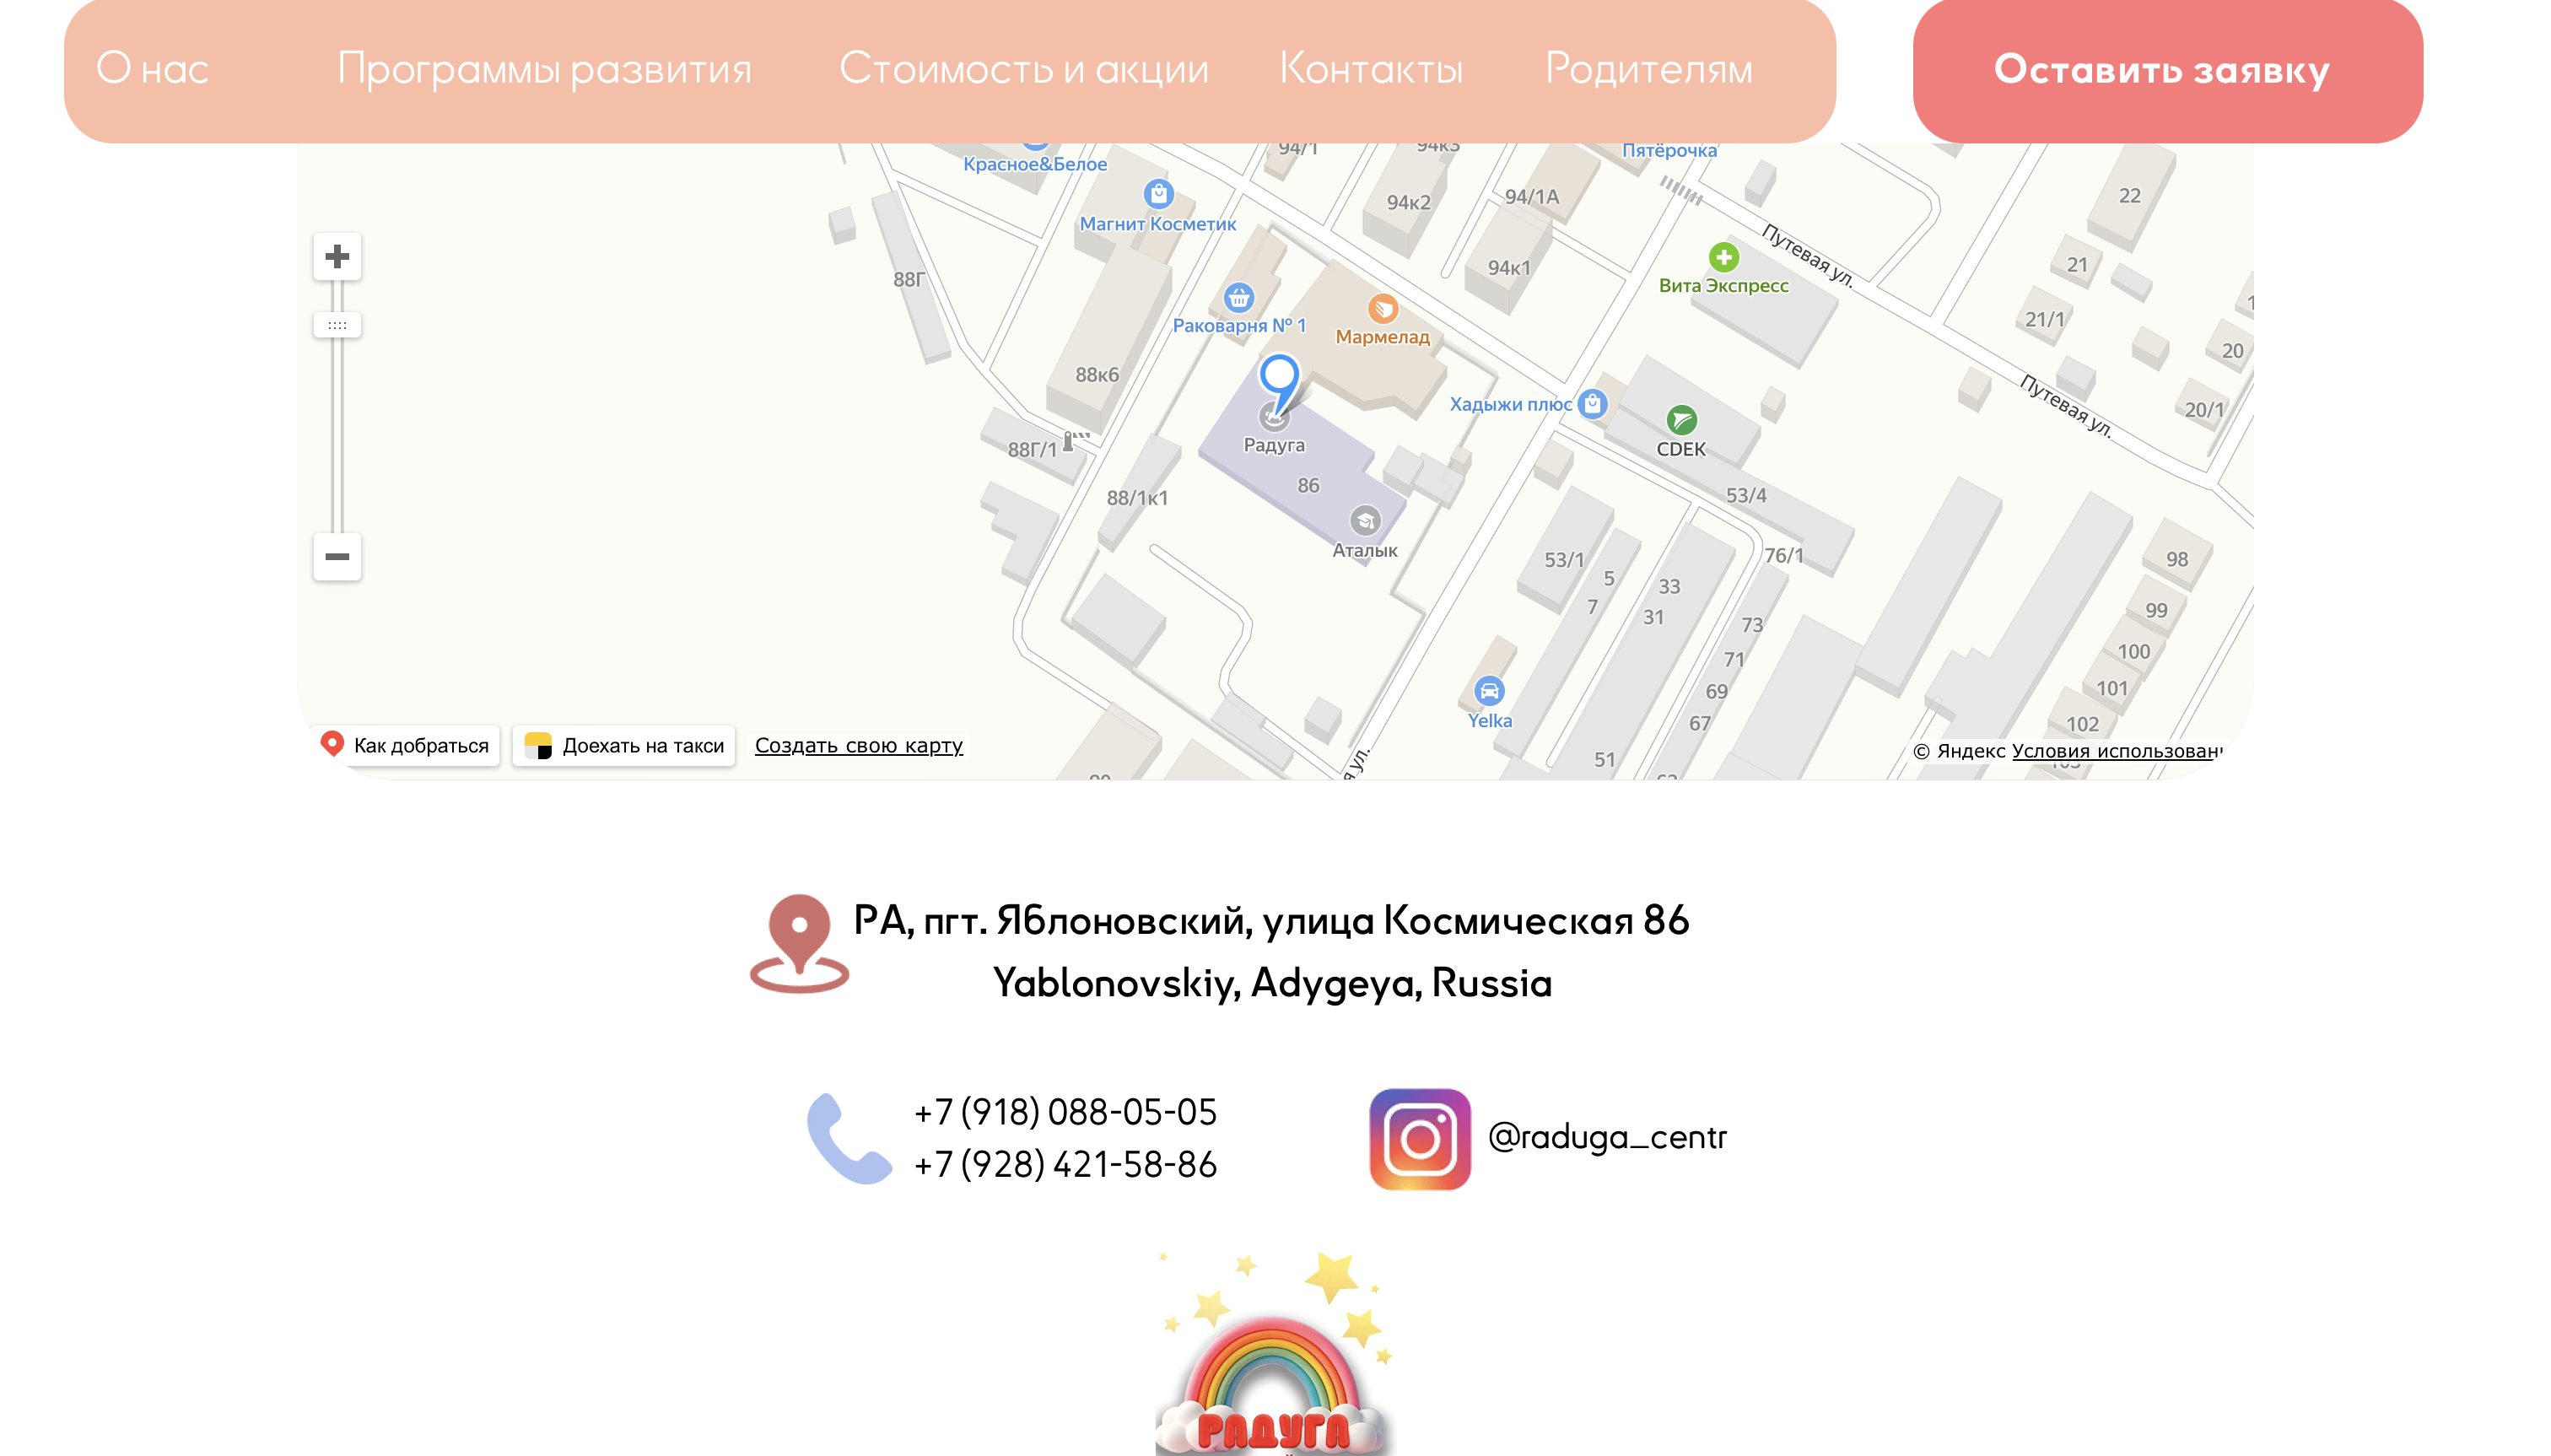 О нас
Программы развития
Стоимость и акции
Контакты
Родителям
Оставить заявку
94/1
94к3
Пятёрочка
Красное&Белое
Магнит Косметик
94к2
94/1А
22
Путевая ул.
88Г
94к1
Вита Экспресс
21
Раковарня № 1
Мармелад
21/1
20
88к6
Хадыжи плюс
Путевая ул.
20/1
Радуга
88Г/1
CDEK
86
88/1к1
53/4
Аталык
53/1
76/1
98
5
33
7
31
99
73
71
100
69
101
Yelka
67
102
51
Как добраться
Доехать на такси
Создать свою карту
© Яндекс Условия использован
РА, пгт. Яблоновский, улица Космическая 86
Yablonovskiy, Adygeya, Russia
+7 (918) 088-05-05
+7 (928) 421-58-86
@raduga_centr
РАДУГА